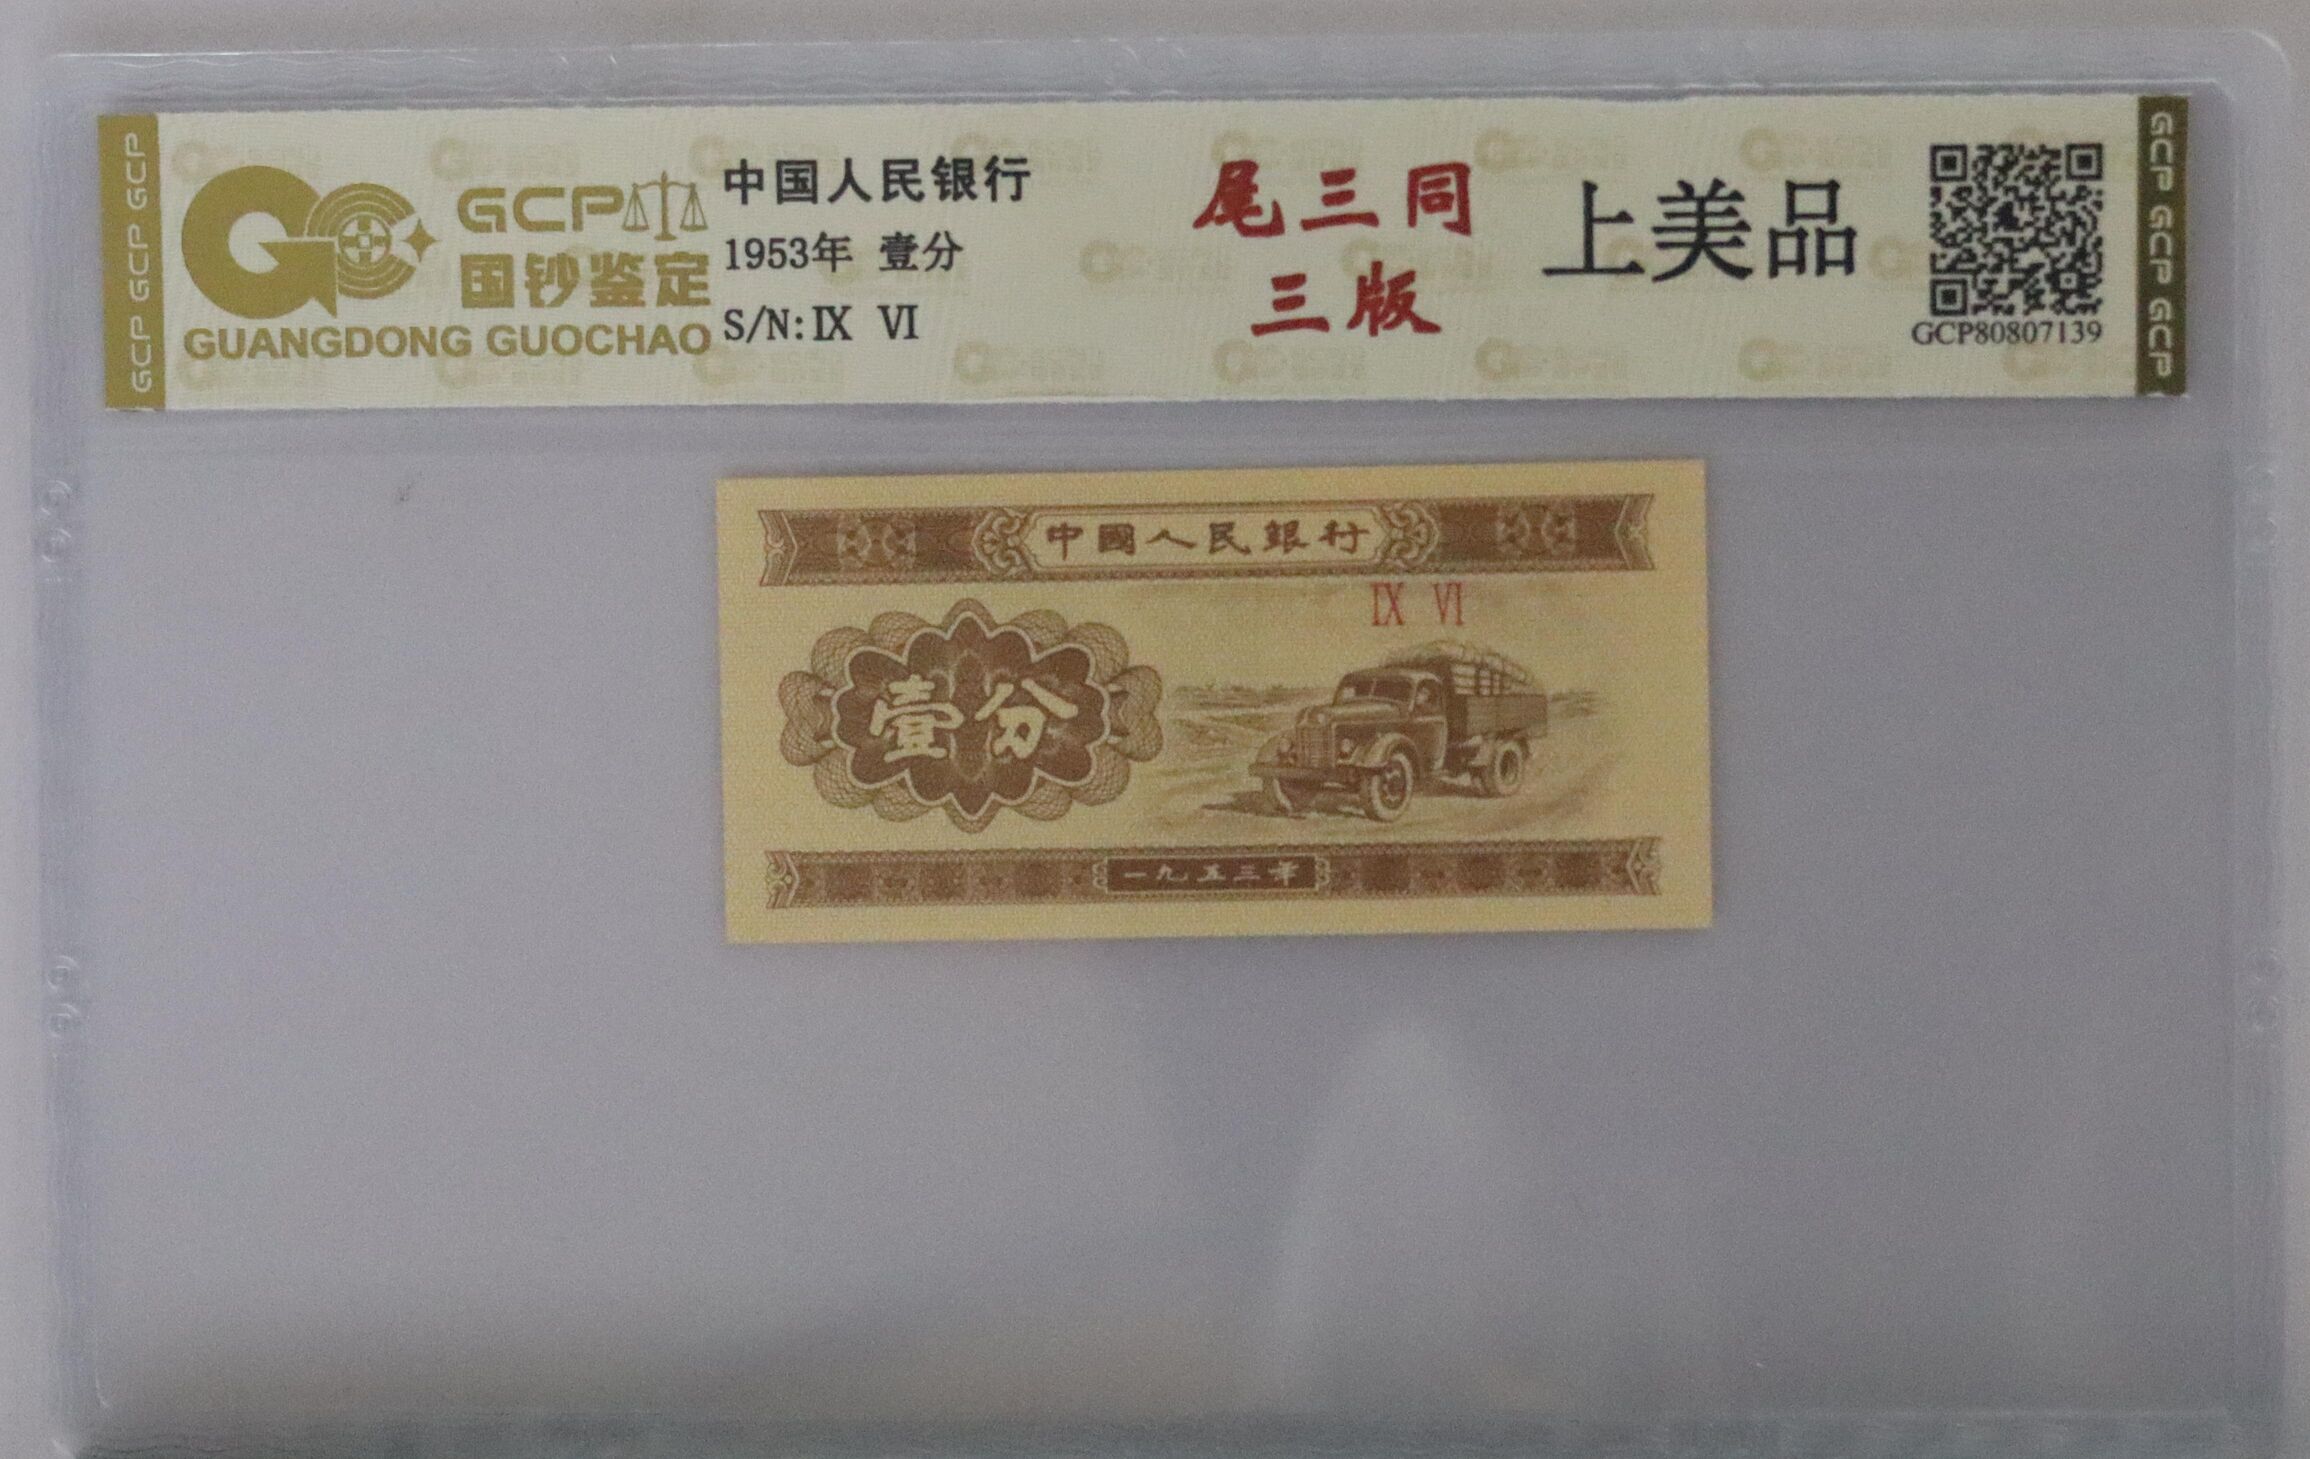 GCP GCP GCP
GCP
国钞鉴定
GUANGDONG GUOCHAO
中国人民银行
1953年 壹分
S/N:Ⅸ Ⅵ
尾三同
三版
上美品
GCP80807139
GCP GCP GCP
中國人民銀行
Ⅸ Ⅵ
壹分
一九五三年